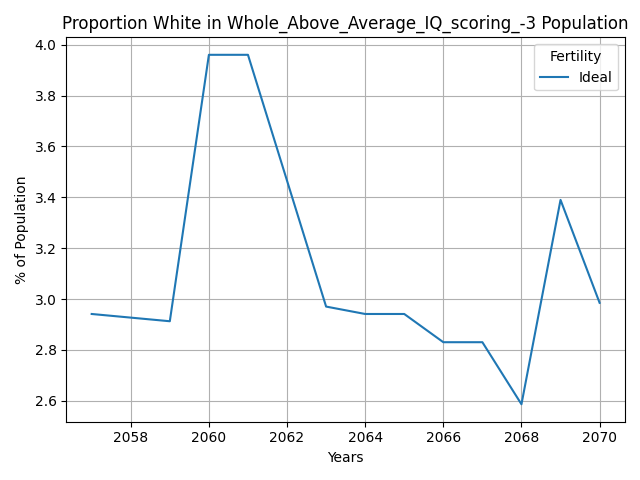 Proportion White in Whole_Above_Average_IQ_scoring_-3 Population
Fertility
Ideal
4.0
3.8
3.6
3.4
3.2
3.0
2.8
2.6
% of Population
2058 2060 2062 2064 2066 2068 2070
Years